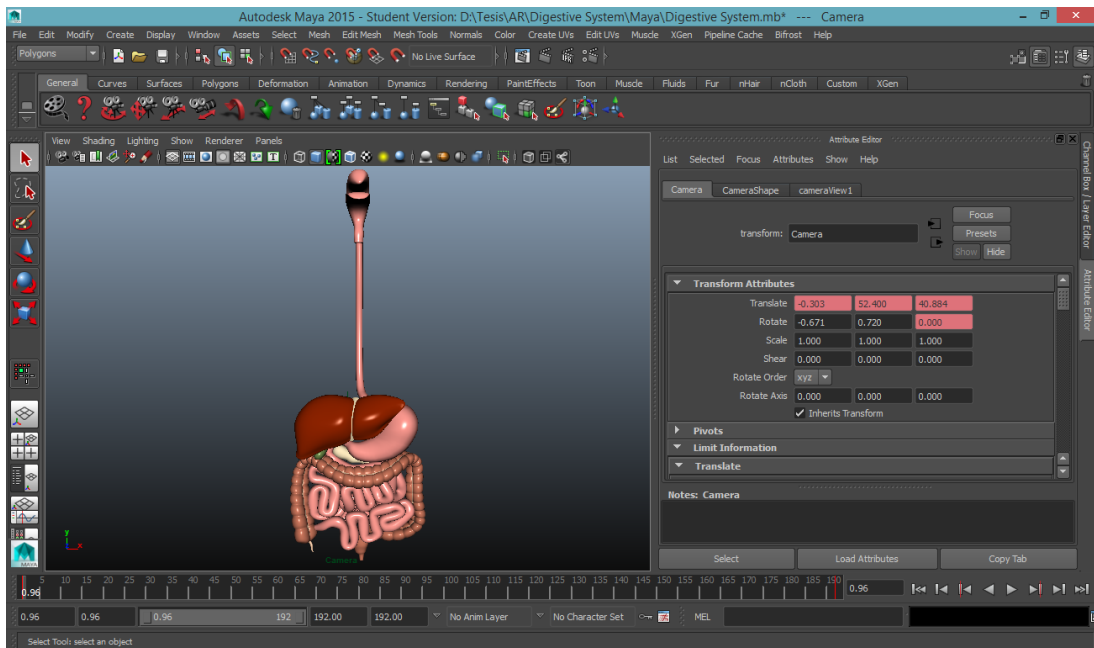 Autodesk Maya 2015 - Student Version: D:\Tesis\AR\Digestive System\Maya\Digestive System.mb* --- Camera
File Edit Modify Create Display Window Assets Select Mesh Edit Mesh Mesh Tools Normals Color Create UVs Edit UVs Muscle XGen Pipeline Cache Bifrost Help
Polygons No Live Surface
General Curves Surfaces Polygons Deformation Animation Dynamics Rendering PaintEffects Toon Muscle Fluids Fur nHair nCloth Custom XGen
View Shading Lighting Show Renderer Panels
Attribute Editor
List Selected Focus Attributes Show Help
Camera CameraShape cameraView1
transform: Camera
Focus
Presets
Show Hide
Transform Attributes
Translate -0.303 52.400 40.884
Rotate -0.671 0.720 0.000
Scale 1.000 1.000 1.000
Shear 0.000 0.000 0.000
Rotate Order xyz
Rotate Axis 0.000 0.000 0.000
Inherits Transform
Pivots
Limit Information
Translate
Notes: Camera
Select Load Attributes Copy Tab
Channel Box / Layer Editor
Attribute Editor
y
x
Camera
MAYA
5 10 15 20 25 30 35 40 45 50 55 60 65 70 75 80 85 90 95 100 105 110 115 120 125 130 135 140 145 150 155 160 165 170 175 180 185 190
0.96 0.96
0.96 0.96 0.96 192 192.00 192.00 No Anim Layer No Character Set MEL
Select Tool: select an object